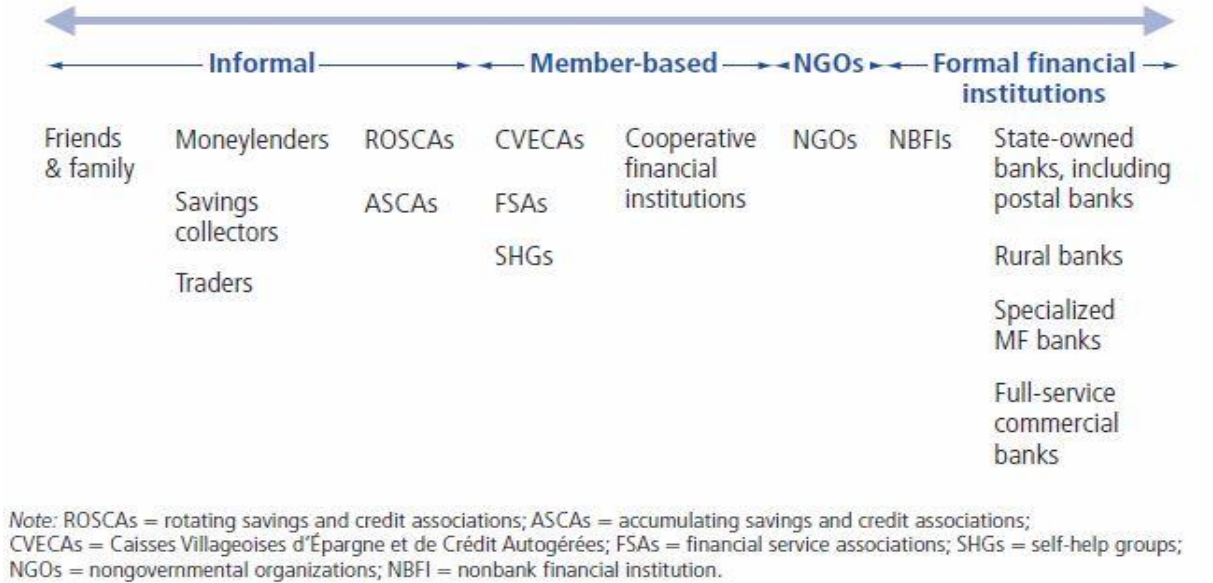 Informal Member-based NGOs Formal financial
institutions
Friends
& family
Moneylenders
Savings
collectors
Traders
ROSCAs
ASCAs
CVECAs
FSAs
SHGs
Cooperative
financial
institutions
NGOs
NBFIs
State-owned
banks, including
postal banks
Rural banks
Specialized
MF banks
Full-service
commercial
banks
Note: ROSCAs = rotating savings and credit associations; ASCAs = accumulating savings and credit associations;
CVECAs = Caisses Villageoises d'Épargne et de Crédit Autogérées; FSAs = financial service associations; SHGs = self-help groups;
NGOs = nongovernmental organizations; NBFI = nonbank financial institution.